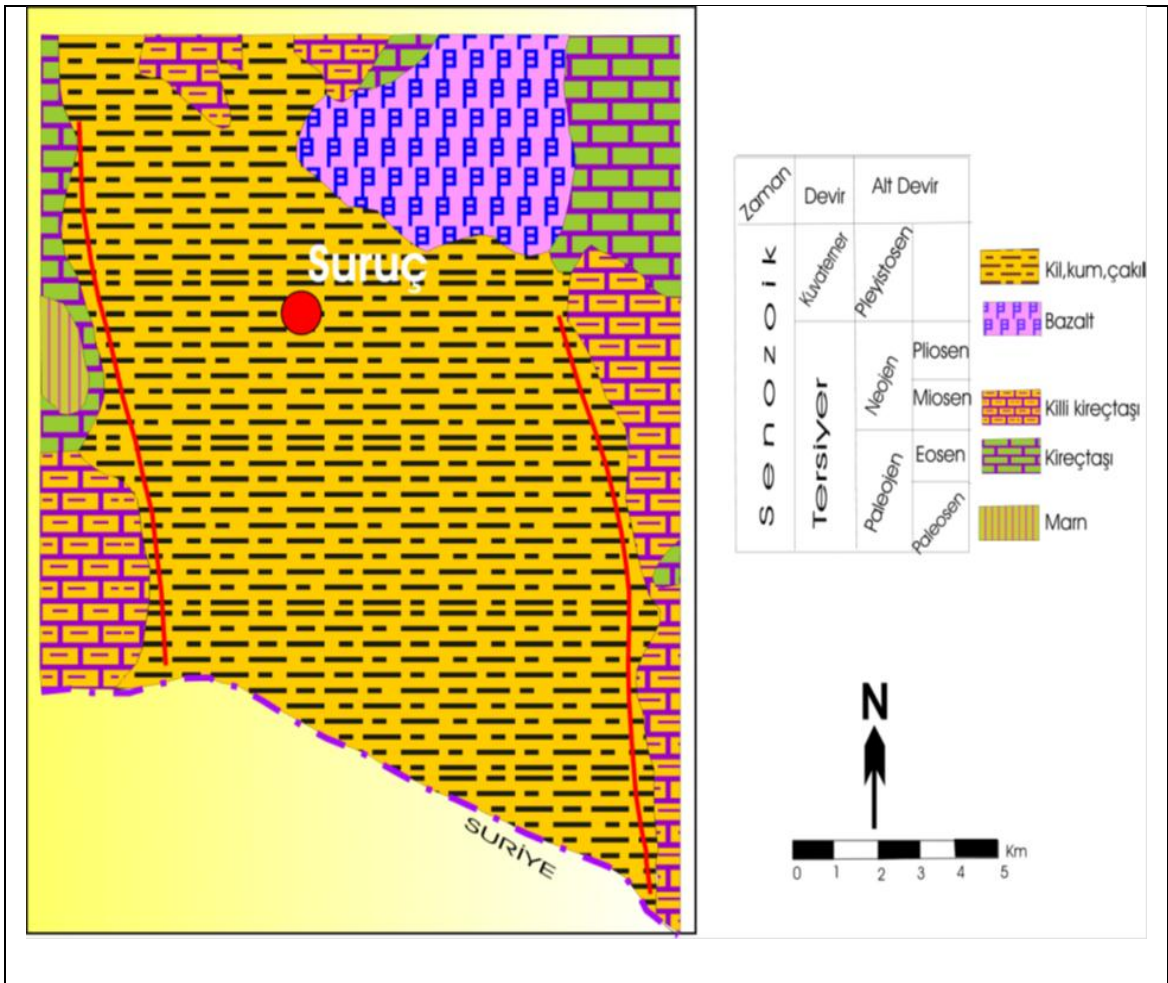 Suruç
SURİYE
Zaman
Devir
Alt Devir
Senozoik
Kuvaterner
Pleyistosen
Tersiyer
Neojen
Pliosen
Miosen
Paleojen
Eosen
Paleosen
Kil,kum,çakıl
Bazalt
Killi kireçtaşı
Kireçtaşı
Marn
N
Km
0 1 2 3 4 5